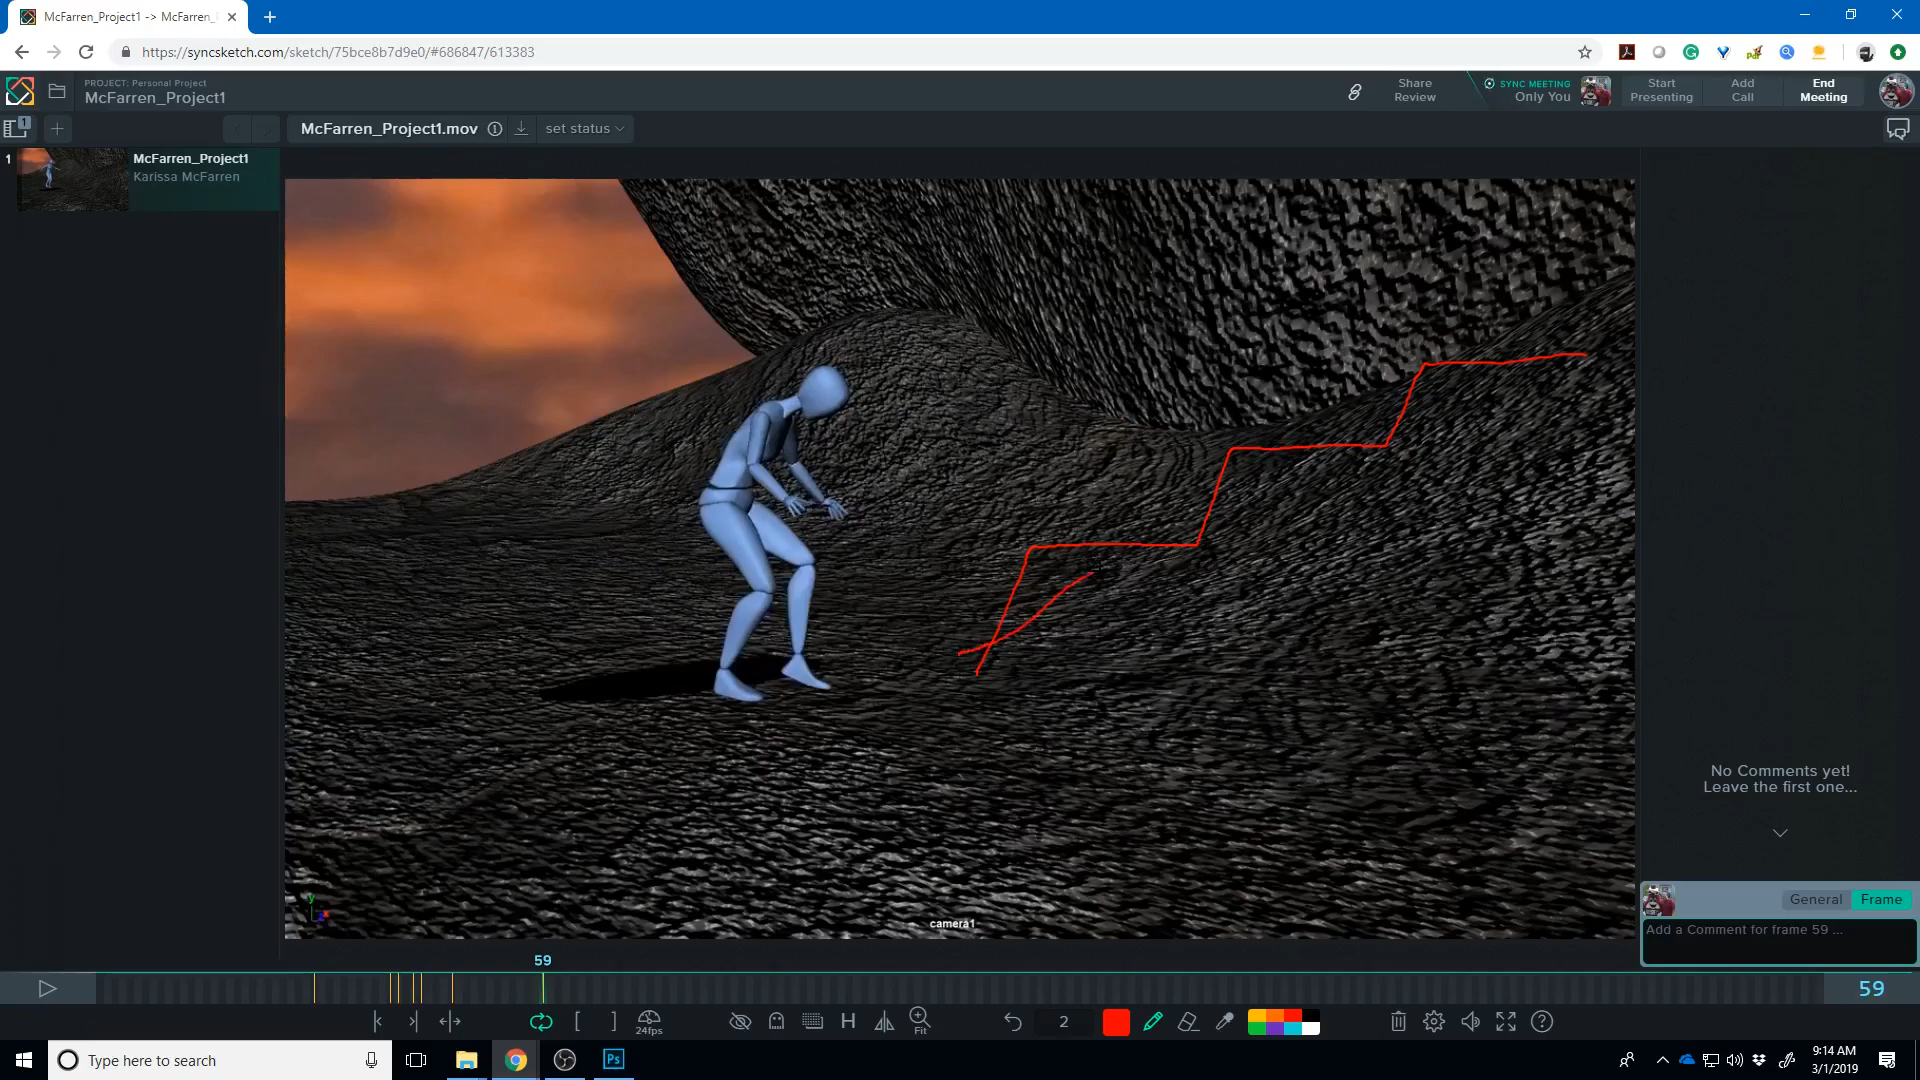 McFarren_Project1 -> McFarren_
https://syncsketch.com/sketch/75bce8b7d9e0/#686847/613383
PROJECT: Personal Project
McFarren_Project1
Share
Review
SYNC MEETING
Only You
Start
Presenting
Add
Call
End
Meeting
1
McFarren_Project1.mov
set status
1
McFarren_Project1
Karissa McFarren
No Comments yet!
Leave the first one...
General
Frame
Add a Comment for frame 59 ...
y
z
x
camera1
59
59
24fps
H
Fit
2
Type here to search
Ps
9:14 AM
3/1/2019